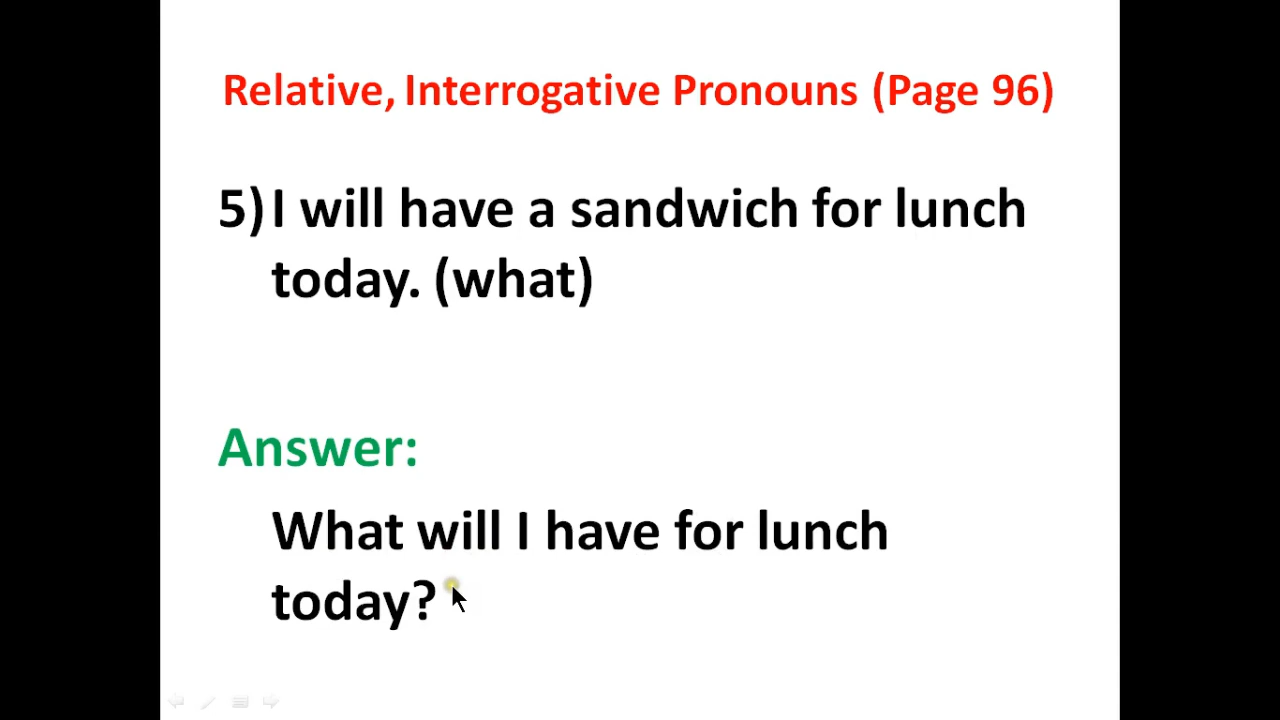 Relative, Interrogative Pronouns (Page 96)
5) I will have a sandwich for lunch
today. (what)
Answer:
What will I have for lunch
today?